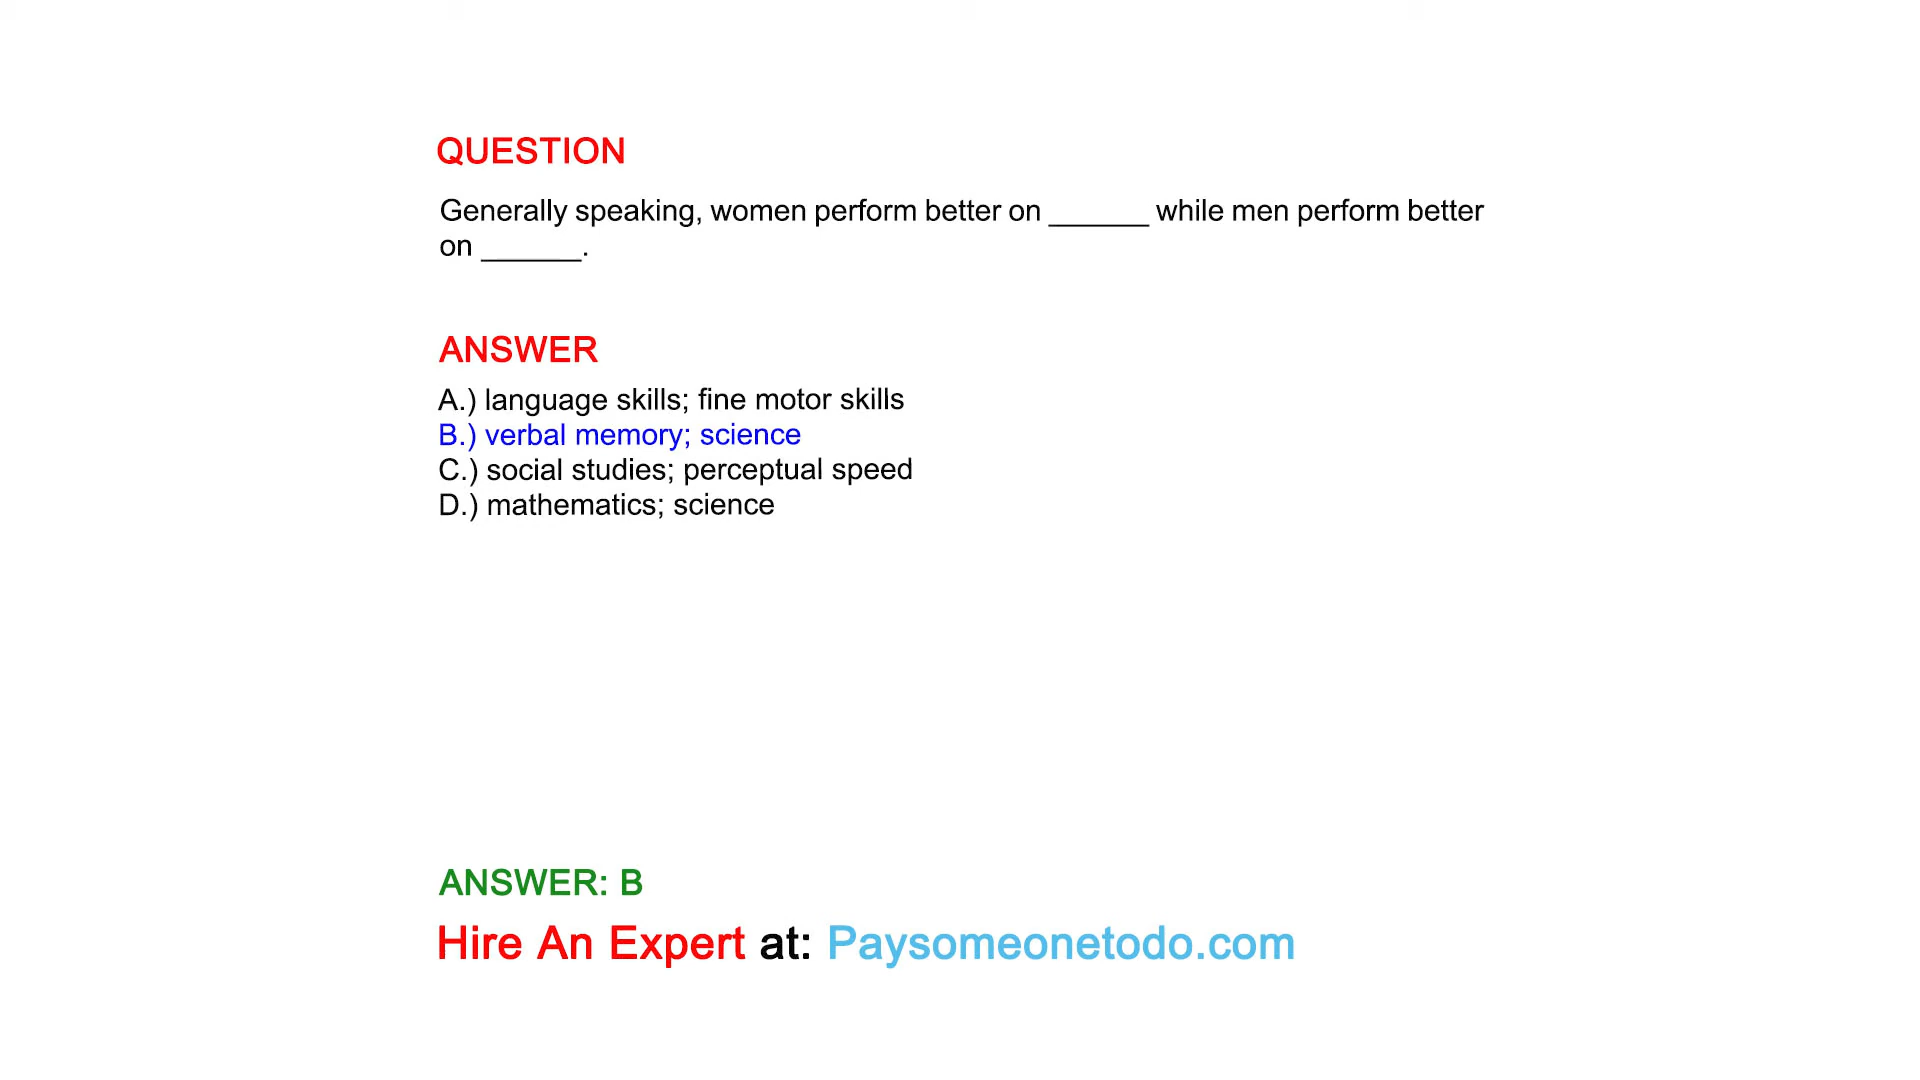 QUESTION
Generally speaking, women perform better on ______ while men perform better
on ______.
ANSWER
A.) language skills; fine motor skills
B.) verbal memory; science
C.) social studies; perceptual speed
D.) mathematics; science
ANSWER: B
Hire An Expert at: Paysomeonetodo.com